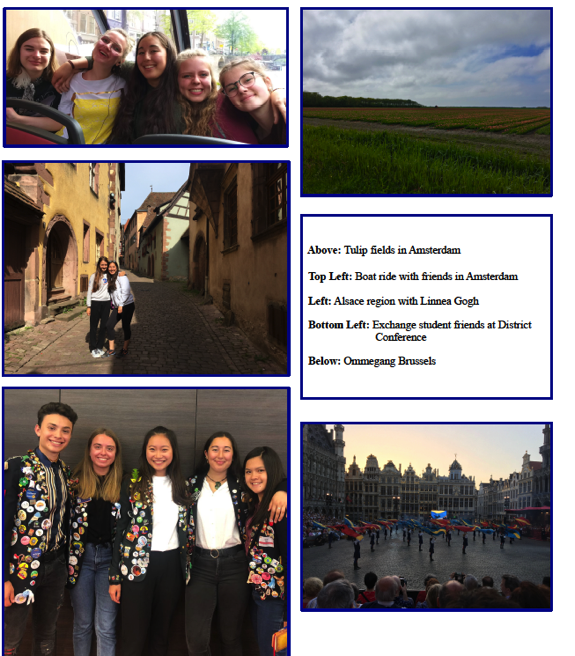 Above: Tulip fields in Amsterdam
Top Left: Boat ride with friends in Amsterdam
Left: Alsace region with Linnea Gogh
Bottom Left: Exchange student friends at District
Conference
Below: Ommegang Brussels